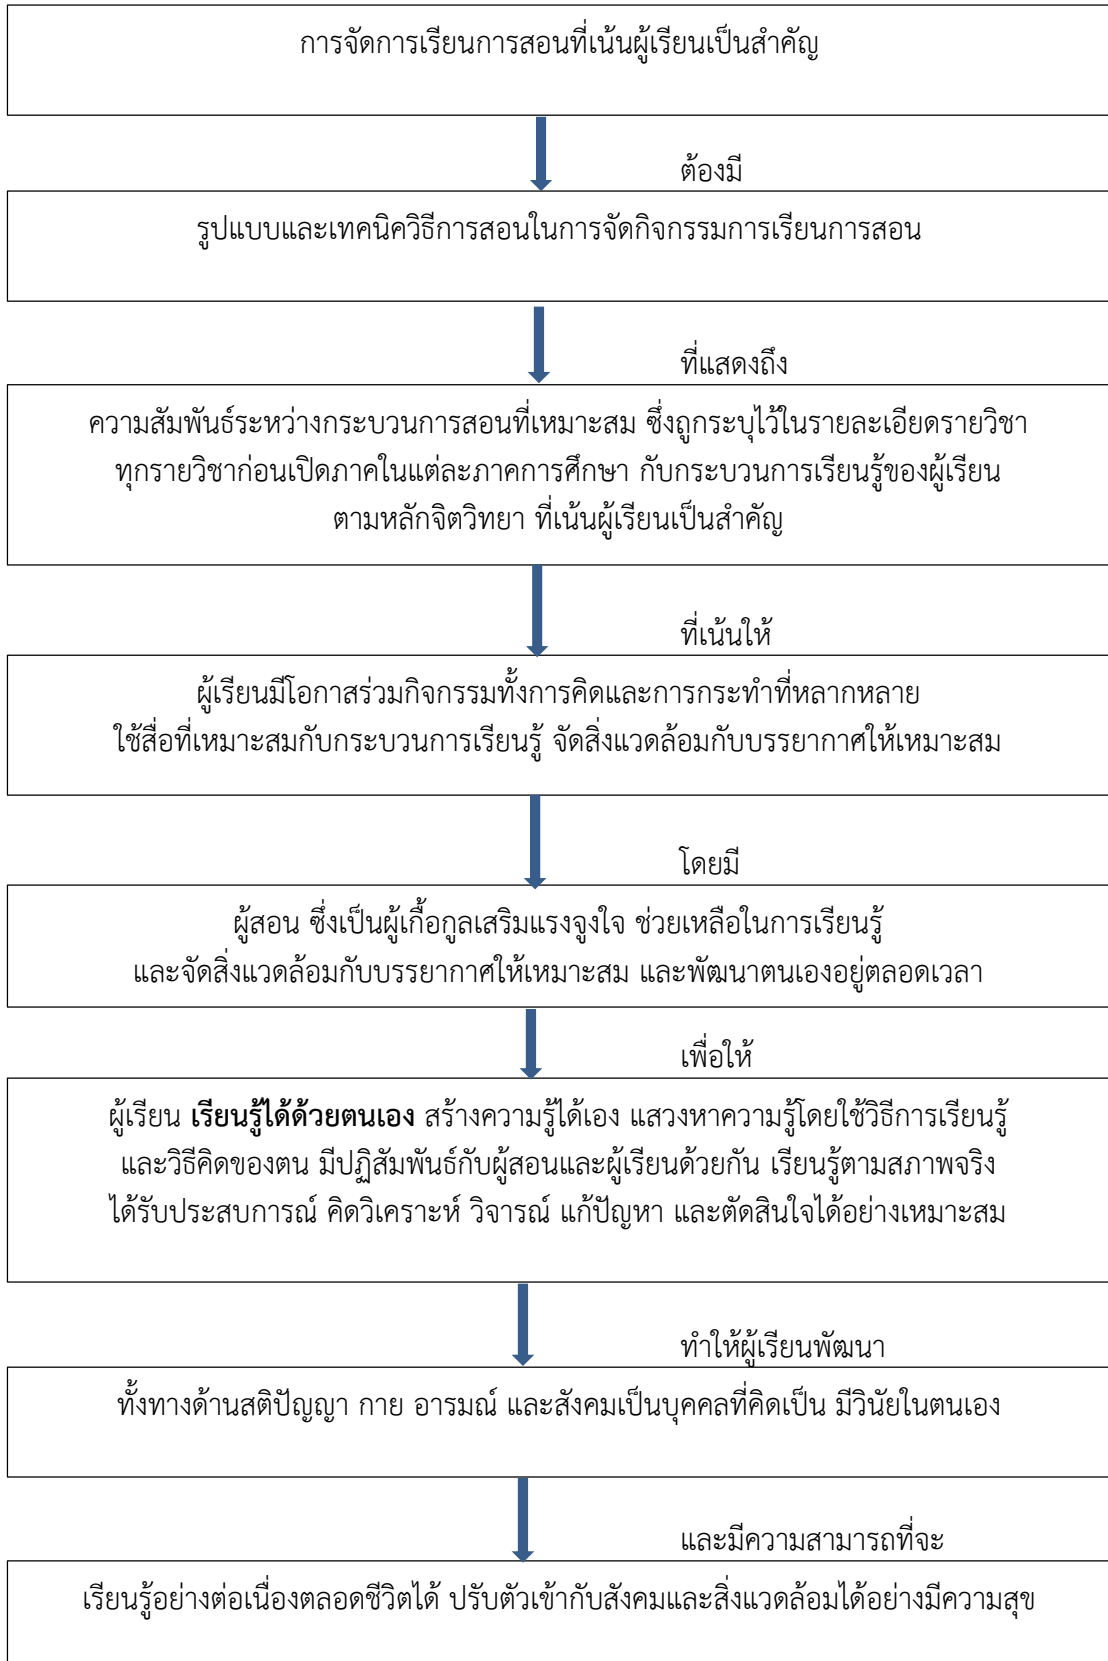 การจัดการเรียนการสอนที่เน้นผู้เรียนเป็นสำคัญ
ต้องมี
รูปแบบและเทคนิควิธีการสอนในการจัดกิจกรรมการเรียนการสอน
ที่แสดงถึง
ความสัมพันธ์ระหว่างกระบวนการสอนที่เหมาะสม ซึ่งถูกระบุไว้ในรายละเอียดรายวิชา
ทุกรายวิชาก่อนเปิดภาคในแต่ละภาคการศึกษา กับกระบวนการเรียนรู้ของผู้เรียน
ตามหลักจิตวิทยา ที่เน้นผู้เรียนเป็นสำคัญ
ที่เน้นให้
ผู้เรียนมีโอกาสร่วมกิจกรรมทั้งการคิดและการกระทำที่หลากหลาย
ใช้สื่อที่เหมาะสมกับกระบวนการเรียนรู้ จัดสิ่งแวดล้อมกับบรรยากาศให้เหมาะสม
โดยมี
ผู้สอน ซึ่งเป็นผู้เกื้อกูลเสริมแรงจูงใจ ช่วยเหลือในการเรียนรู้
และจัดสิ่งแวดล้อมกับบรรยากาศให้เหมาะสม และพัฒนาตนเองอยู่ตลอดเวลา
เพื่อให้
ผู้เรียน เรียนรู้ได้ด้วยตนเอง สร้างความรู้ได้เอง แสวงหาความรู้โดยใช้วิธีการเรียนรู้
และวิธีคิดของตน มีปฏิสัมพันธ์กับผู้สอนและผู้เรียนด้วยกัน เรียนรู้ตามสภาพจริง
ได้รับประสบการณ์ คิดวิเคราะห์ วิจารณ์ แก้ปัญหา และตัดสินใจได้อย่างเหมาะสม
ทำให้ผู้เรียนพัฒนา
ทั้งทางด้านสติปัญญา กาย อารมณ์ และสังคมเป็นบุคคลที่คิดเป็น มีวินัยในตนเอง
และมีความสามารถที่จะ
เรียนรู้อย่างต่อเนื่องตลอดชีวิตได้ ปรับตัวเข้ากับสังคมและสิ่งแวดล้อมได้อย่างมีความสุข